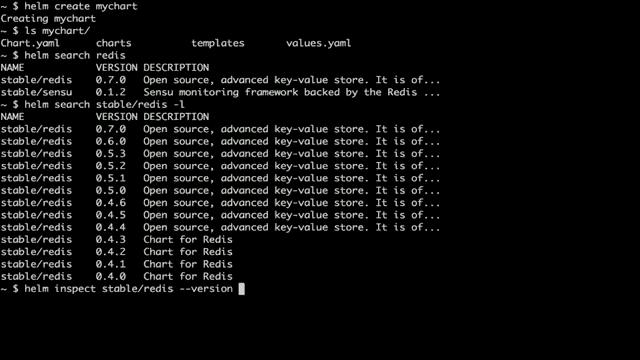 ~ $ helm create mychart
Creating mychart
~ $ ls mychart/
Chart.yaml charts templates values.yaml
~ $ helm search redis
NAME VERSION DESCRIPTION
stable/redis 0.7.0 Open source, advanced key-value store. It is of...
stable/sensu 0.1.2 Sensu monitoring framework backed by the Redis ...
~ $ helm search stable/redis -l
NAME VERSION DESCRIPTION
stable/redis 0.7.0 Open source, advanced key-value store. It is of...
stable/redis 0.6.0 Open source, advanced key-value store. It is of...
stable/redis 0.5.3 Open source, advanced key-value store. It is of...
stable/redis 0.5.2 Open source, advanced key-value store. It is of...
stable/redis 0.5.1 Open source, advanced key-value store. It is of...
stable/redis 0.5.0 Open source, advanced key-value store. It is of...
stable/redis 0.4.6 Open source, advanced key-value store. It is of...
stable/redis 0.4.5 Open source, advanced key-value store. It is of...
stable/redis 0.4.4 Open source, advanced key-value store. It is of...
stable/redis 0.4.3 Chart for Redis
stable/redis 0.4.2 Chart for Redis
stable/redis 0.4.1 Chart for Redis
stable/redis 0.4.0 Chart for Redis
~ $ helm inspect stable/redis --version